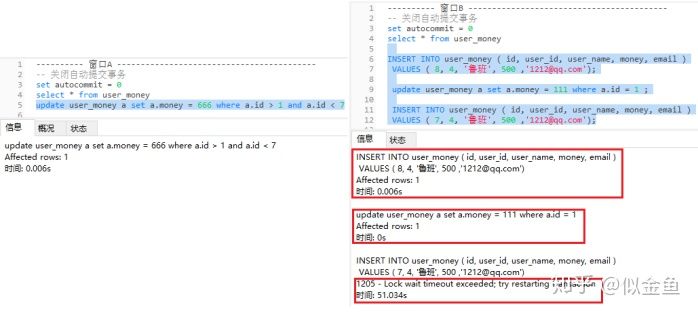 ---------- 窗口A ----------------------------------------
1
2 -- 关闭自动提交事务
3 set autocommit = 0
4 select * from user_money
5 update user_money a set a.money = 666 where a.id > 1 and a.id < 7
信息 概况 状态
update user_money a set a.money = 666 where a.id > 1 and a.id < 7
Affected rows: 1
时间: 0.006s
1 ---------- 窗口B ----------------------------------------
2 -- 关闭自动提交事务
3 set autocommit = 0
4 select * from user_money
5
6 INSERT INTO user_money ( id, user_id, user_name, money, email )
7 VALUES ( 8, 4, '鲁班', 500 ,'1212@qq.com');
8
9 update user_money a set a.money = 111 where a.id = 1 ;
10
11 INSERT INTO user_money ( id, user_id, user_name, money, email )
12 VALUES ( 7, 4, '鲁班', 500 ,'1212@qq.com');
信息 状态
INSERT INTO user_money ( id, user_id, user_name, money, email )
VALUES ( 8, 4, '鲁班', 500 ,'1212@qq.com')
Affected rows: 1
时间: 0.006s
update user_money a set a.money = 111 where a.id = 1
Affected rows: 1
时间: 0s
INSERT INTO user_money ( id, user_id, user_name, money, email )
VALUES ( 7, 4, '鲁班', 500 ,'1212@qq.com')
1205 - Lock wait timeout exceeded; try restarting transaction
时间: 51.034s
知乎 @似金鱼